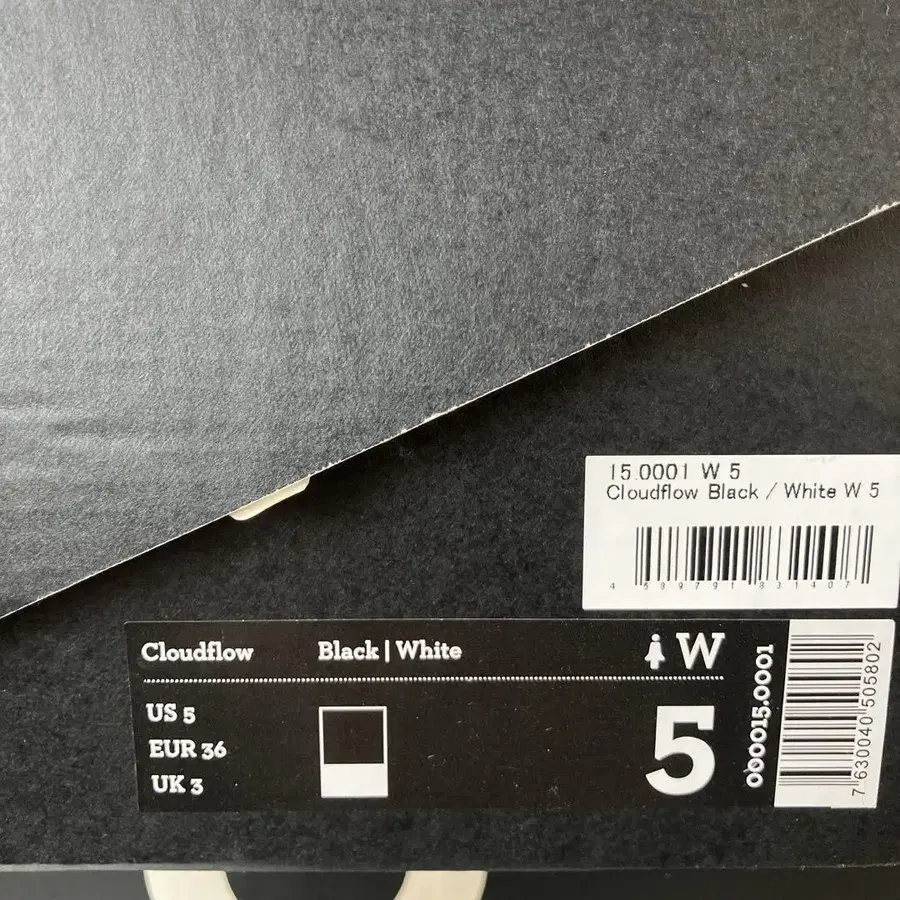 15.0001 W 5
Cloudflow Black / White W 5
4 589791 831407
Cloudflow
Black | White
W
US 5
EUR 36
UK 3
5
000015.0001
7 630040 505802